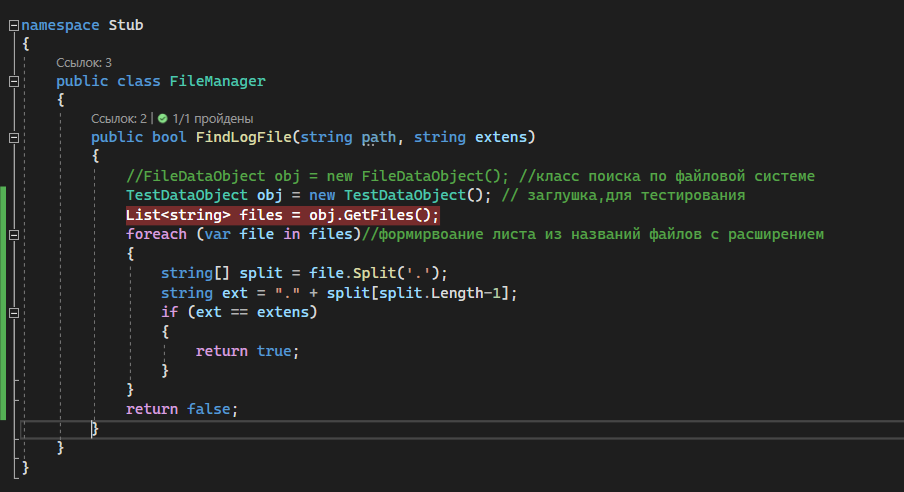 namespace Stub
{
Ссылок: 3
public class FileManager
{
Ссылок: 2 | 1/1 пройдены
public bool FindLogFile(string path, string extens)
{
//FileDataObject obj = new FileDataObject(); //класс поиска по файловой системе
TestDataObject obj = new TestDataObject(); // заглушка,для тестирования
List<string> files = obj.GetFiles();
foreach (var file in files)//формирвоание листа из названий файлов с расширением
{
string[] split = file.Split('.');
string ext = "." + split[split.Length-1];
if (ext == extens)
{
return true;
}
}
return false;
}
}
}